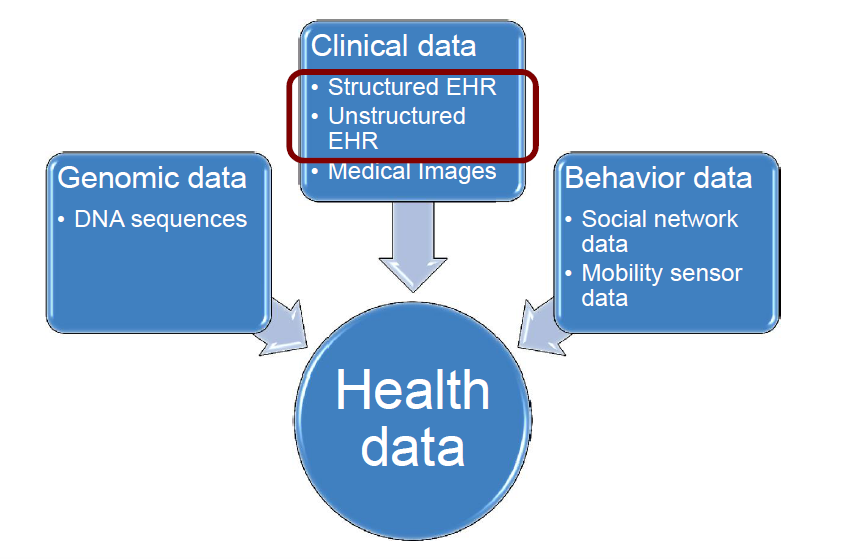 Clinical data
• Structured EHR
• Unstructured
EHR
• Medical Images
Genomic data
• DNA sequences
Behavior data
• Social network
data
• Mobility sensor
data
Health
data